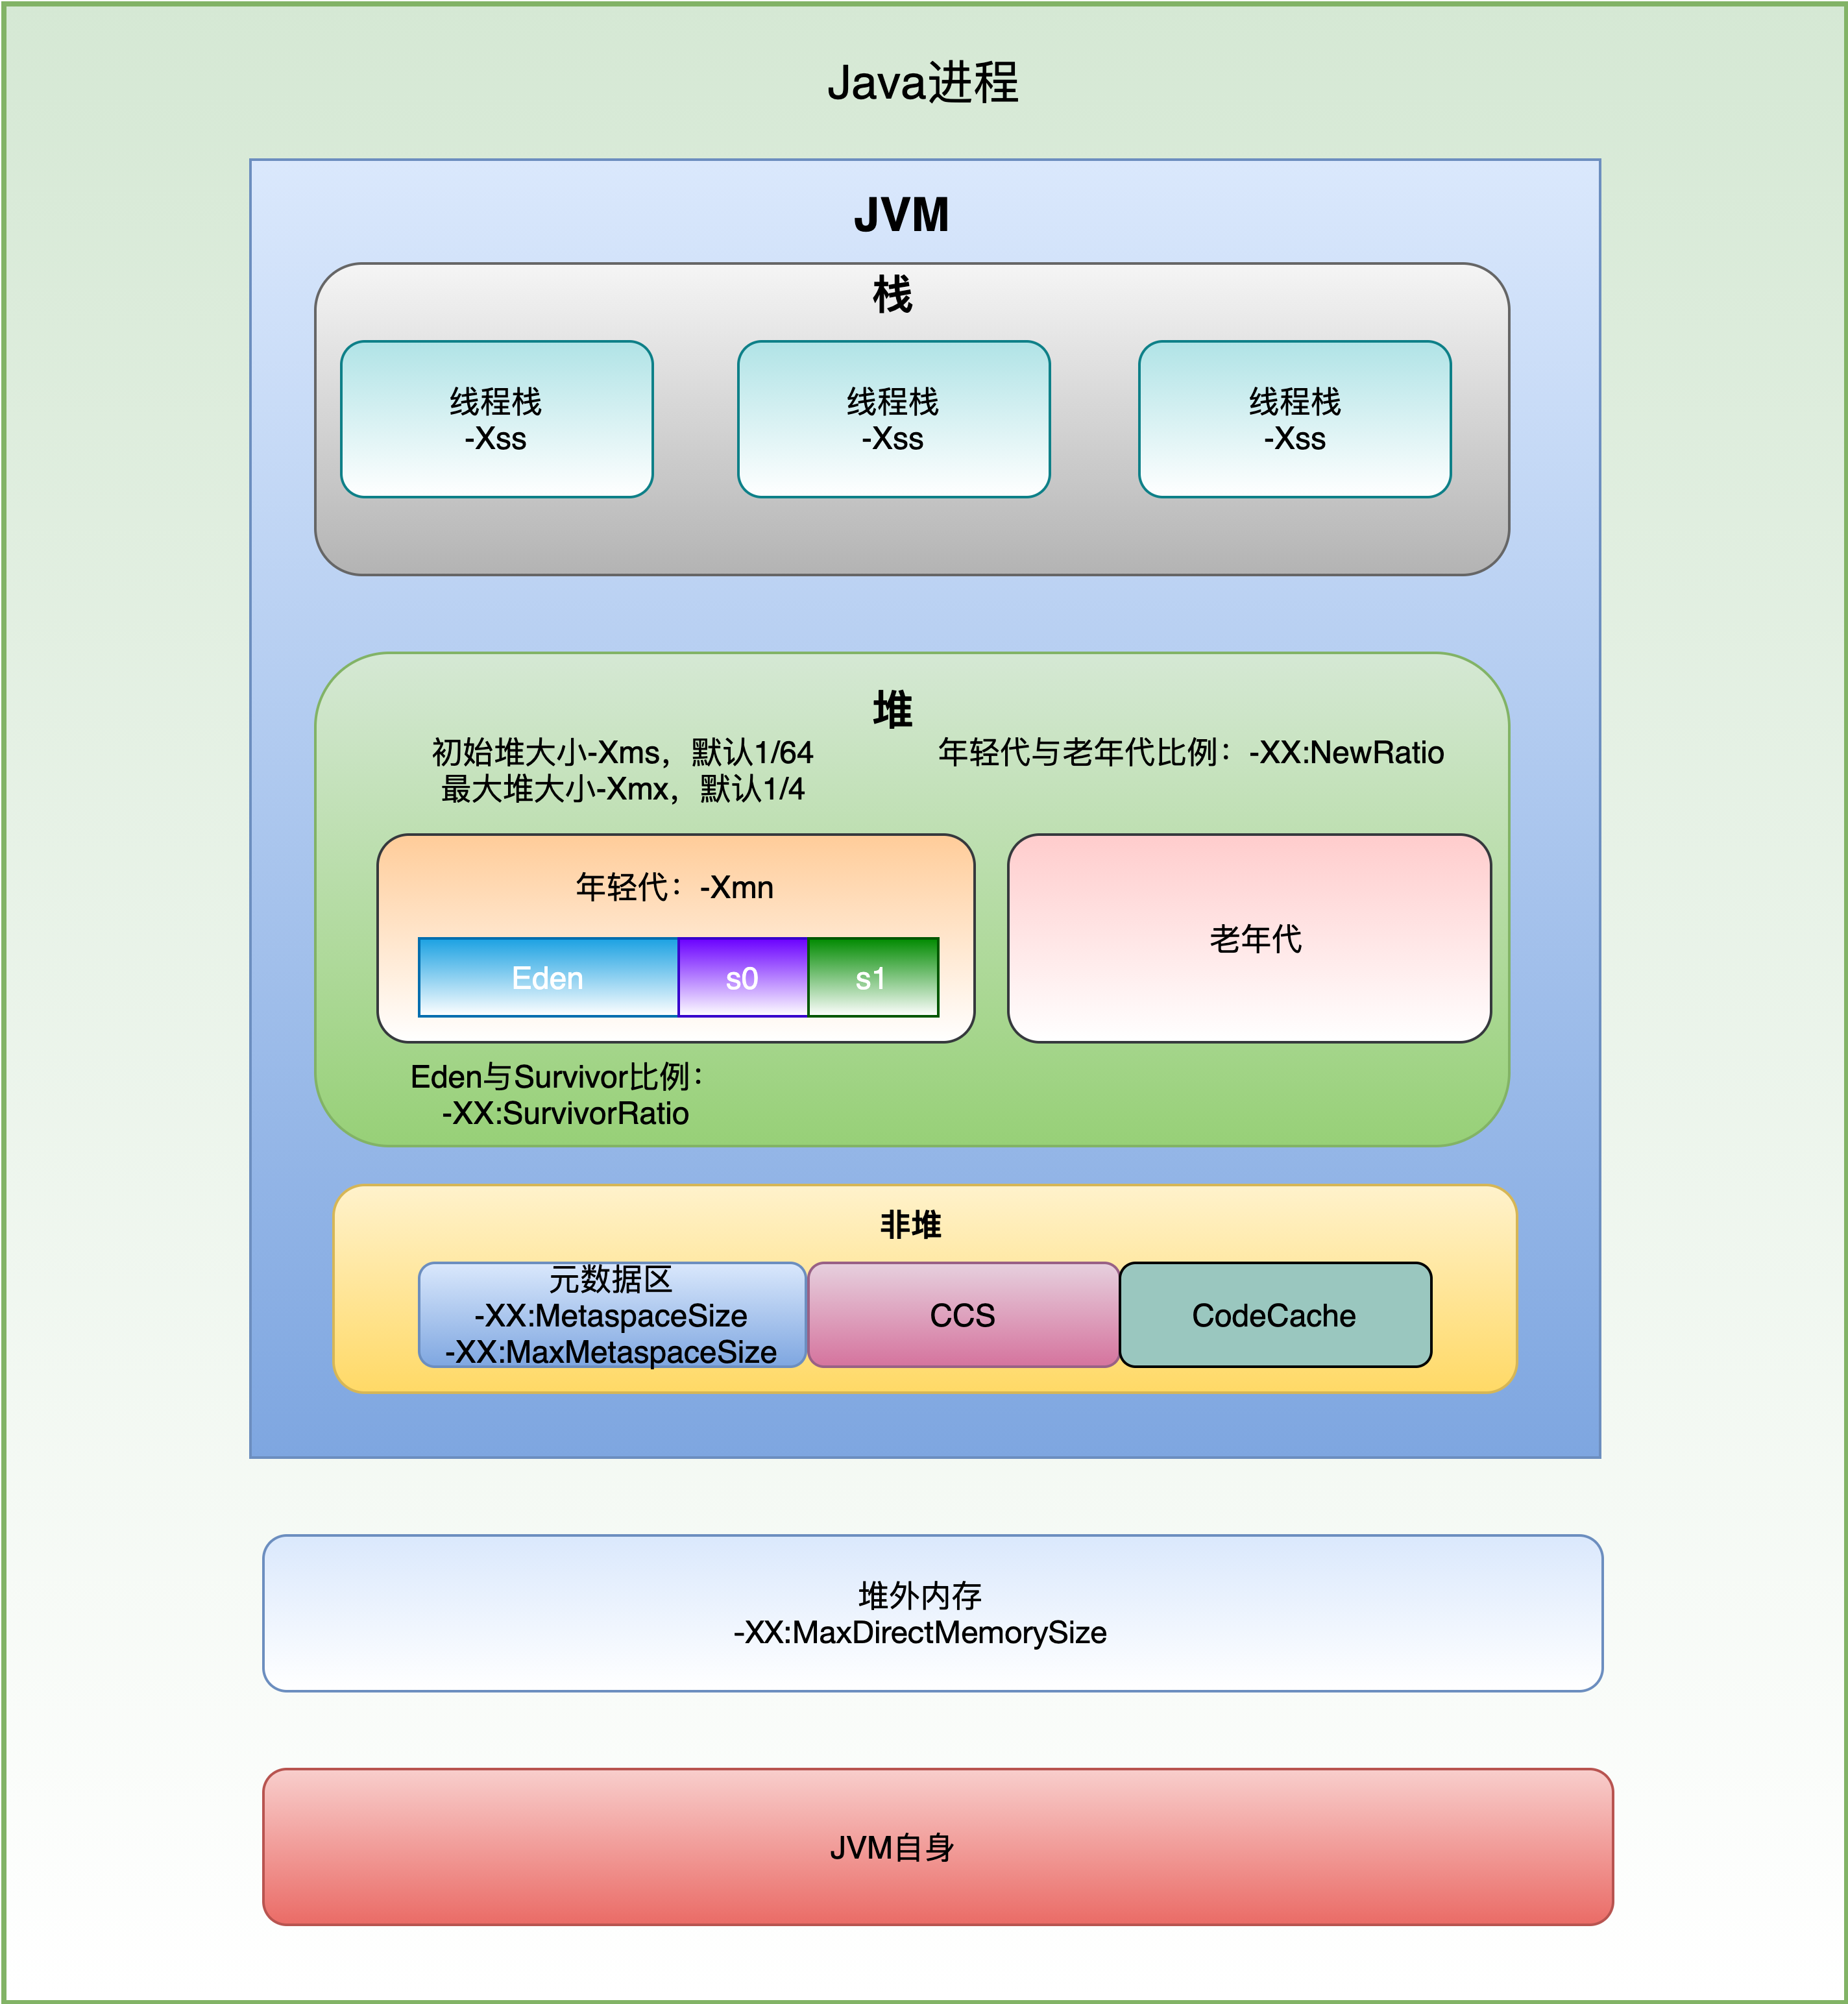 Java进程
JVM
栈
线程栈
-Xss
线程栈
-Xss
线程栈
-Xss
堆
初始堆大小-Xms，默认1/64
最大堆大小-Xmx，默认1/4
年轻代与老年代比例：-XX:NewRatio
年轻代：-Xmn
Eden
s0
s1
老年代
Eden与Survivor比例：
-XX:SurvivorRatio
非堆
元数据区
-XX:MetaspaceSize
-XX:MaxMetaspaceSize
CCS
CodeCache
堆外内存
-XX:MaxDirectMemorySize
JVM自身